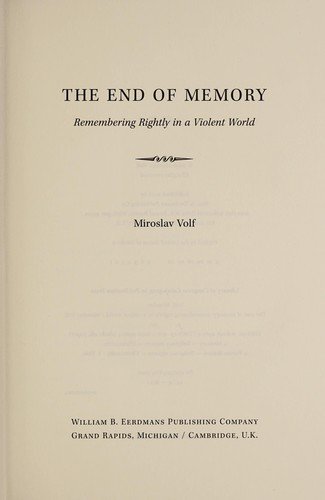 THE END OF MEMORY
Remembering Rightly in a Violent World
Miroslav Volf
WILLIAM B. EERDMANS PUBLISHING COMPANY
GRAND RAPIDS, MICHIGAN / CAMBRIDGE, U.K.